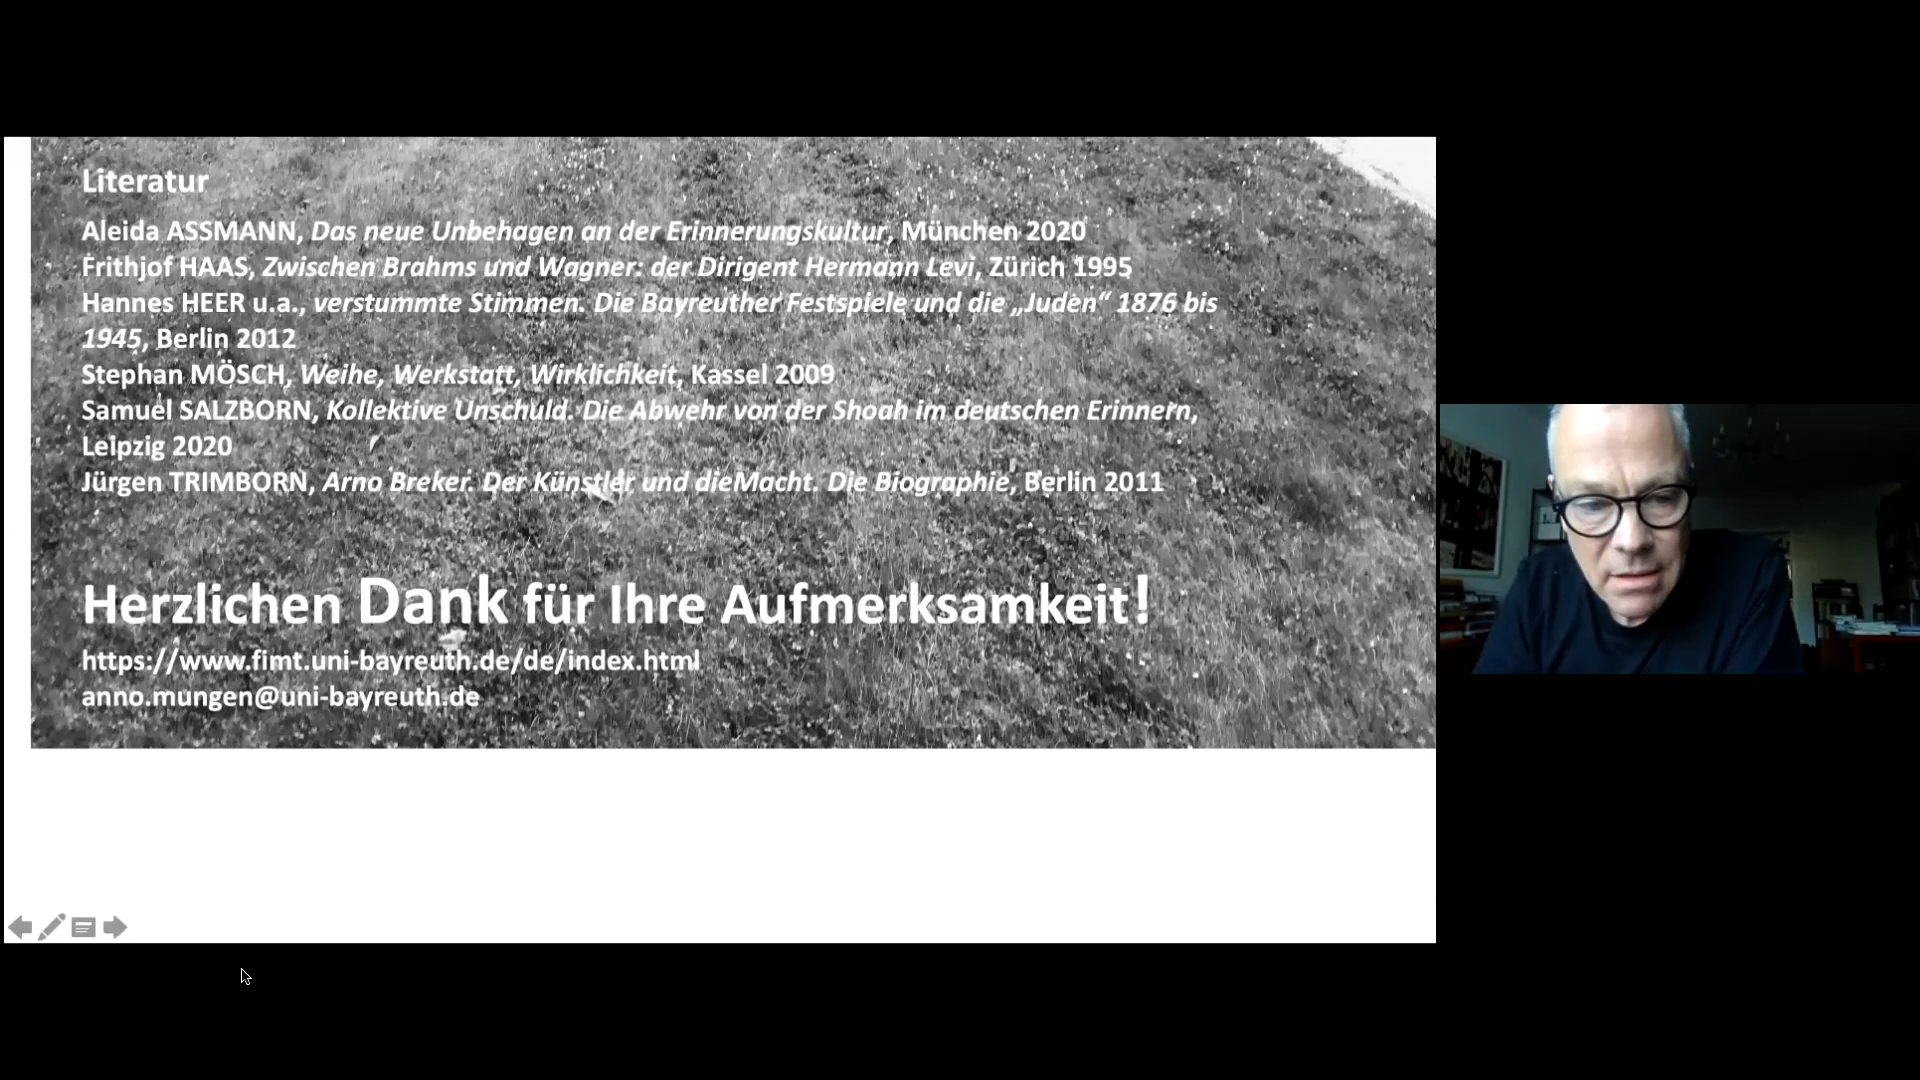 Literatur
Aleida ASSMANN, Das neue Unbehagen an der Erinnerungskultur, München 2020
Frithjof HAAS, Zwischen Brahms und Wagner: der Dirigent Hermann Levi, Zürich 1995
Hannes HEER u.a., verstummte Stimmen. Die Bayreuther Festspiele und die „Juden“ 1876 bis
1945, Berlin 2012
Stephan MÖSCH, Weihe, Werkstatt, Wirklichkeit, Kassel 2009
Samuel SALZBORN, Kollektive Unschuld. Die Abwehr von der Shoah im deutschen Erinnern,
Leipzig 2020
Jürgen TRIMBORN, Arno Breker. Der Künstler und dieMacht. Die Biographie, Berlin 2011
Herzlichen Dank für Ihre Aufmerksamkeit!
https://www.fimt.uni-bayreuth.de/de/index.html
anno.mungen@uni-bayreuth.de